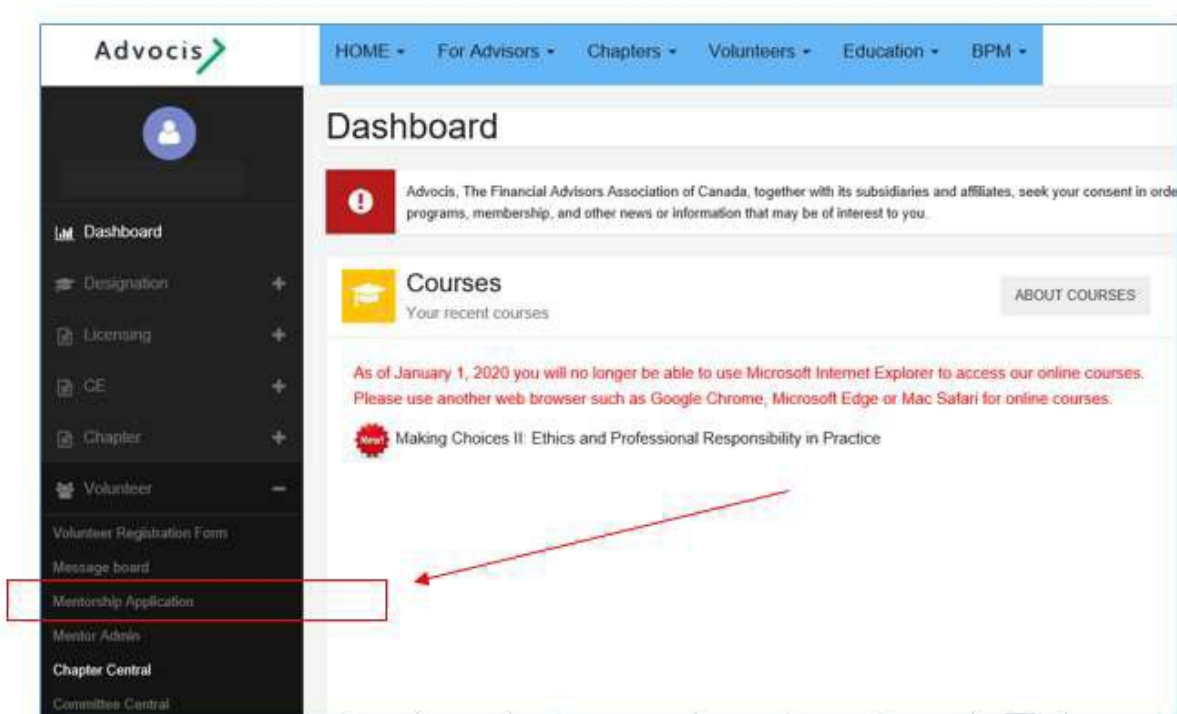 Advocis
HOME
For Advisors
Chapters
Volunteers
Education
BPM
Dashboard
Advocis, The Financial Advisors Association of Canada, together with its subsidiaries and affiliates, seek your consent in orde
programs, membership, and other news or information that may be of interest to you.
Dashboard
Designation
Licensing
CE
Chapter
Volunteer
Volunteer Registration Form
Message board
Mentorship Application
Mentor Admin
Chapter Central
Committee Central
Courses
Your recent courses
ABOUT COURSES
As of January 1, 2020 you will no longer be able to use Microsoft Internet Explorer to access our online courses.
Please use another web browser such as Google Chrome, Microsoft Edge or Mac Safari for online courses.
New! Making Choices II: Ethics and Professional Responsibility in Practice